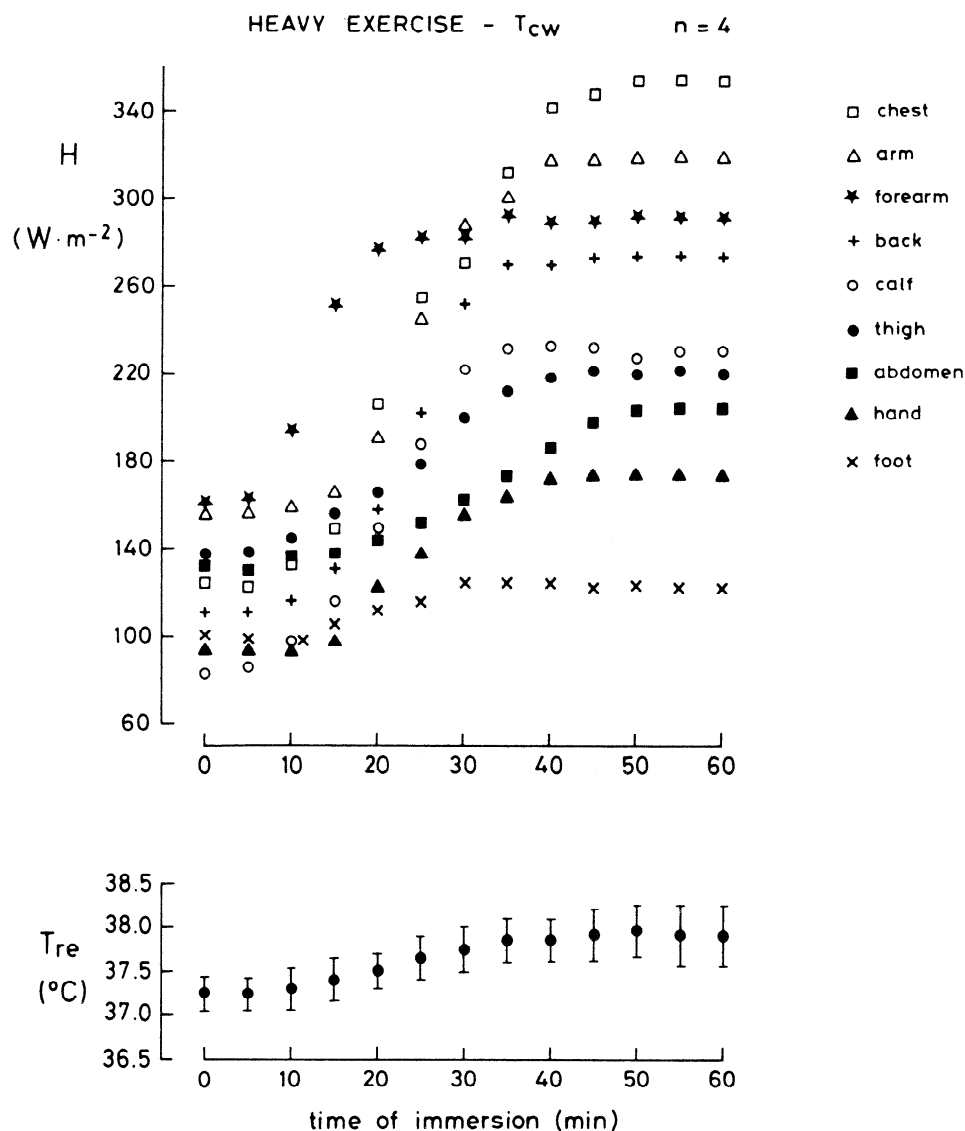 HEAVY EXERCISE - Tcw n = 4
H
(W·m⁻²)
340
300
260
220
180
140
100
60
0 10 20 30 40 50 60
chest
arm
forearm
back
calf
thigh
abdomen
hand
foot
Tre
(°C)
38.5
38.0
37.5
37.0
36.5
0 10 20 30 40 50 60
time of immersion (min)